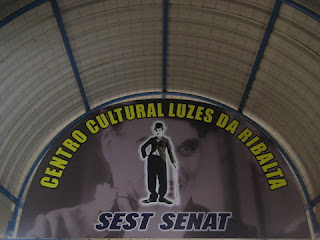 CENTRO CULTURAL LUZES DA RIBALTA
SEST SENAT